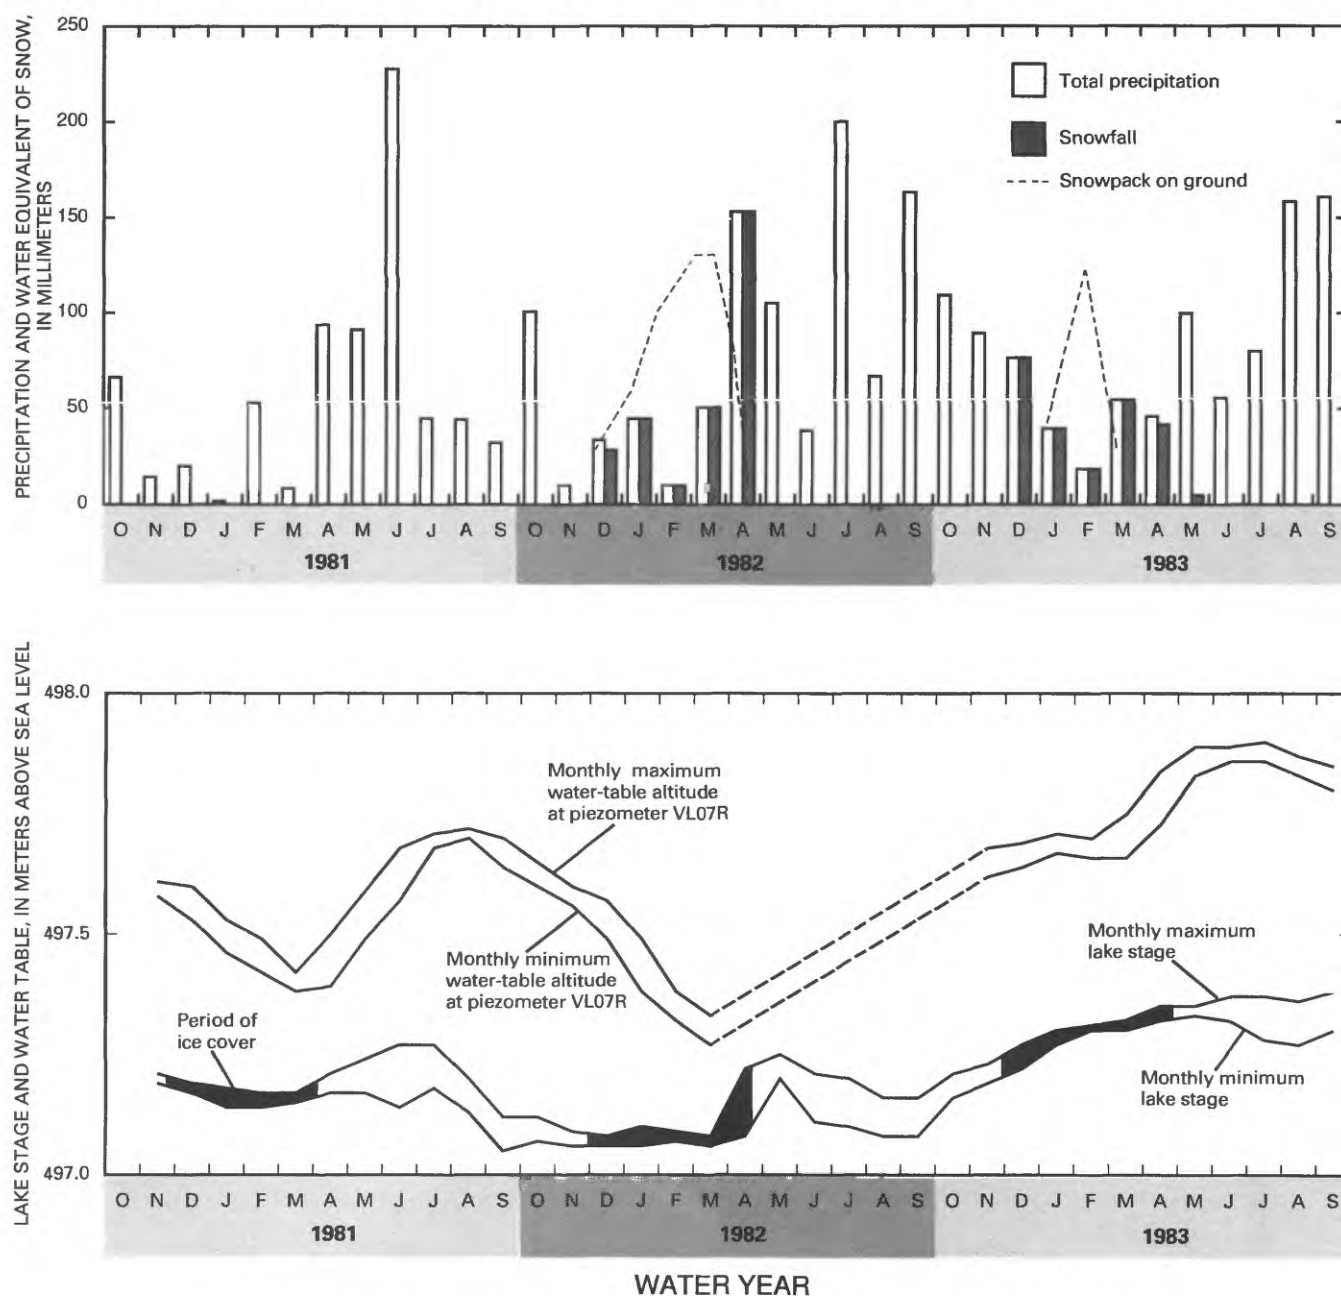 PRECIPITATION AND WATER EQUIVALENT OF SNOW,
IN MILLIMETERS
250
200
150
100
50
0
Total precipitation
Snowfall
Snowpack on ground
O N D J F M A M J J A S O N D J F M A M J J A S O N D J F M A M J J A S
1981 1982 1983
LAKE STAGE AND WATER TABLE, IN METERS ABOVE SEA LEVEL
498.0
497.5
497.0
Monthly maximum
water-table altitude
at piezometer VL07R
Monthly minimum
water-table altitude
at piezometer VL07R
Period of
ice cover
Monthly maximum
lake stage
Monthly minimum
lake stage
O N D J F M A M J J A S O N D J F M A M J J A S O N D J F M A M J J A S
1981 1982 1983
WATER YEAR